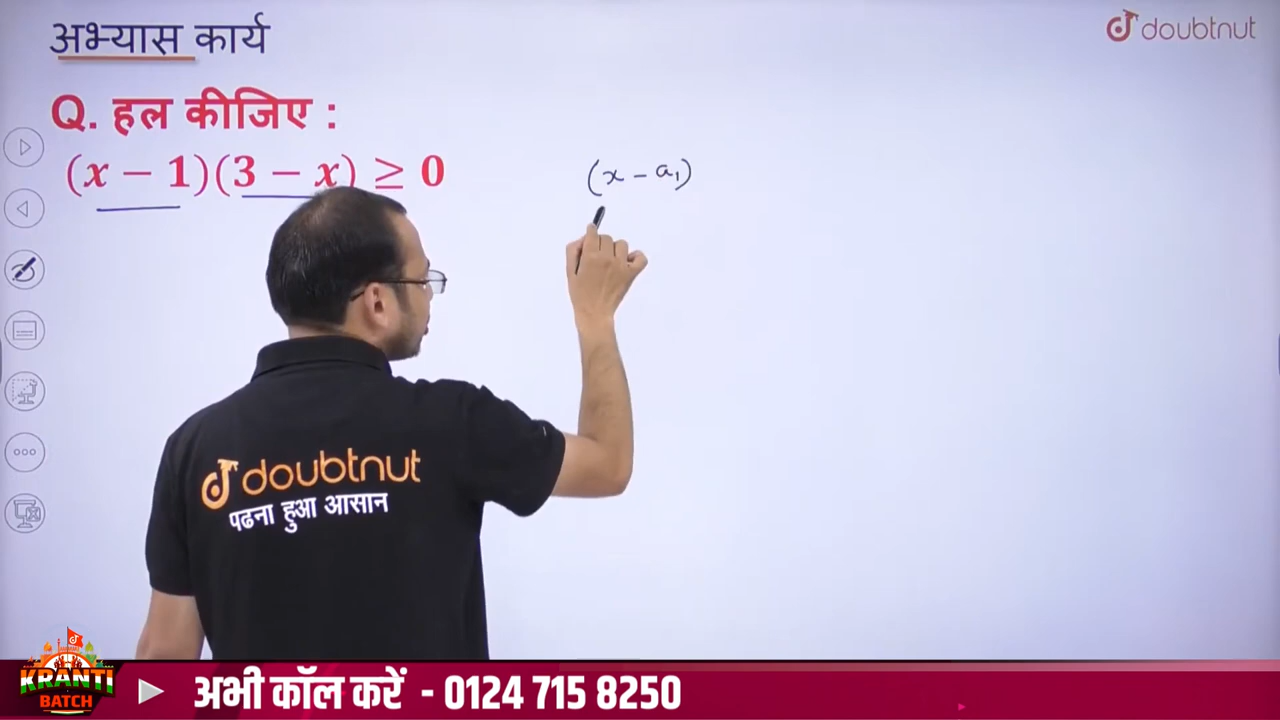 अभ्यास कार्य
doubtnut
Q. हल कीजिए :
(x − 1)(3 − x) ≥ 0
(x − a₁)
doubtnut
पढना हुआ आसान
KRANTI
BATCH
अभी कॉल करें - 0124 715 8250